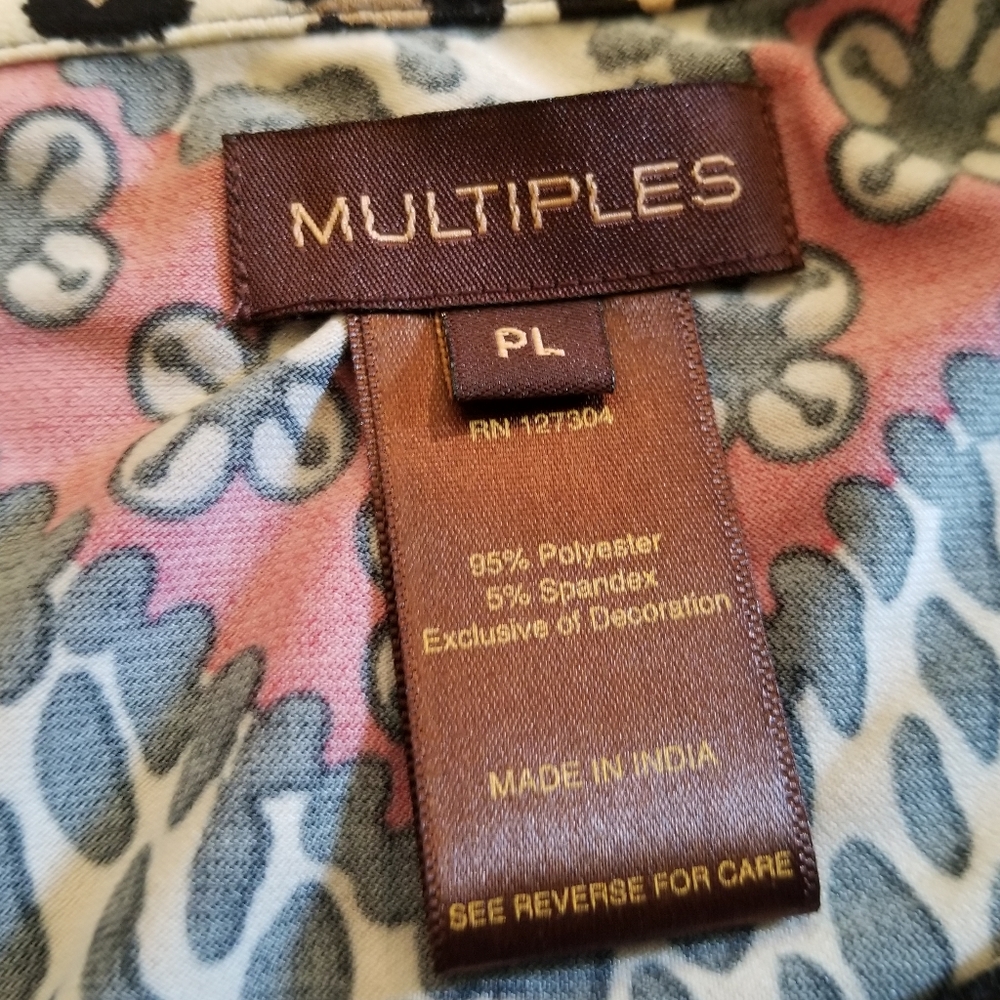 MULTIPLES
PL
RN 127304
95% Polyester
5% Spandex
Exclusive of Decoration
MADE IN INDIA
SEE REVERSE FOR CARE